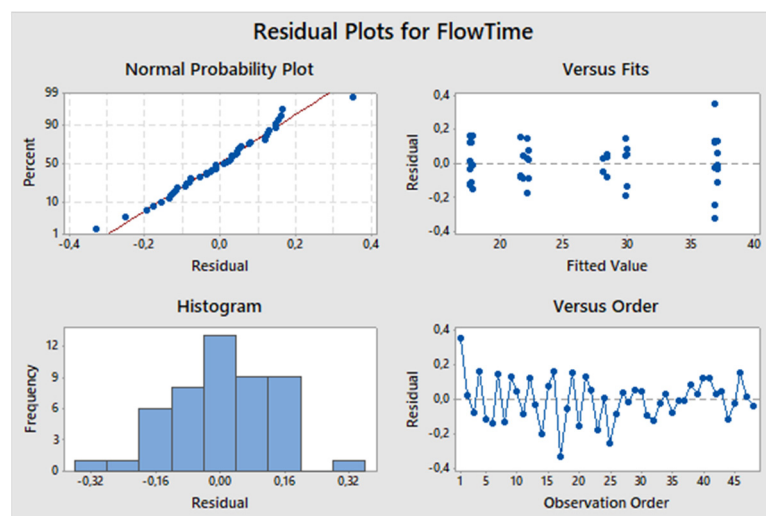 Residual Plots for FlowTime
Normal Probability Plot
99
90
50
10
1
Percent
-0,4 -0,2 0,0 0,2 0,4
Residual
Versus Fits
0,4
0,2
0,0
-0,2
-0,4
Residual
20 25 30 35 40
Fitted Value
Histogram
12
9
6
3
0
Frequency
-0,32 -0,16 0,00 0,16 0,32
Residual
Versus Order
0,4
0,2
0,0
-0,2
-0,4
Residual
1 5 10 15 20 25 30 35 40 45
Observation Order